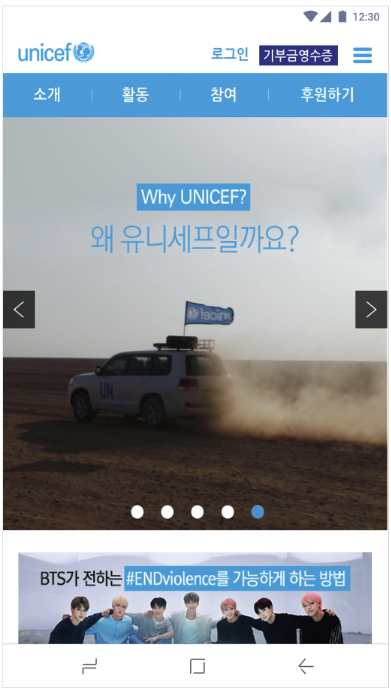 12:30
unicef
로그인 기부금영수증
소개 활동 참여 후원하기
Why UNICEF?
왜 유니세프일까요?
unicef
UN
BTS가 전하는 #ENDviolence를 가능하게 하는 방법